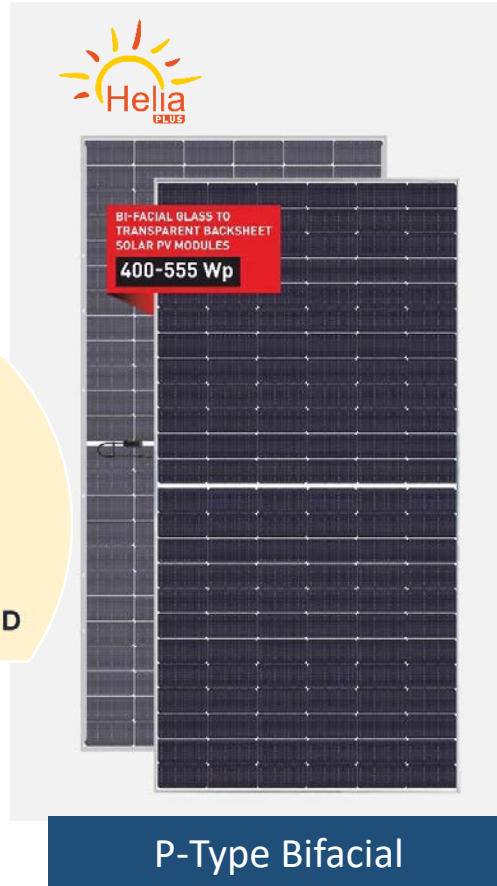 Helia
PLUS
BI-FACIAL GLASS TO
TRANSPARENT BACKSHEET
SOLAR PV MODULES
400-555 Wp
D
P-Type Bifacial